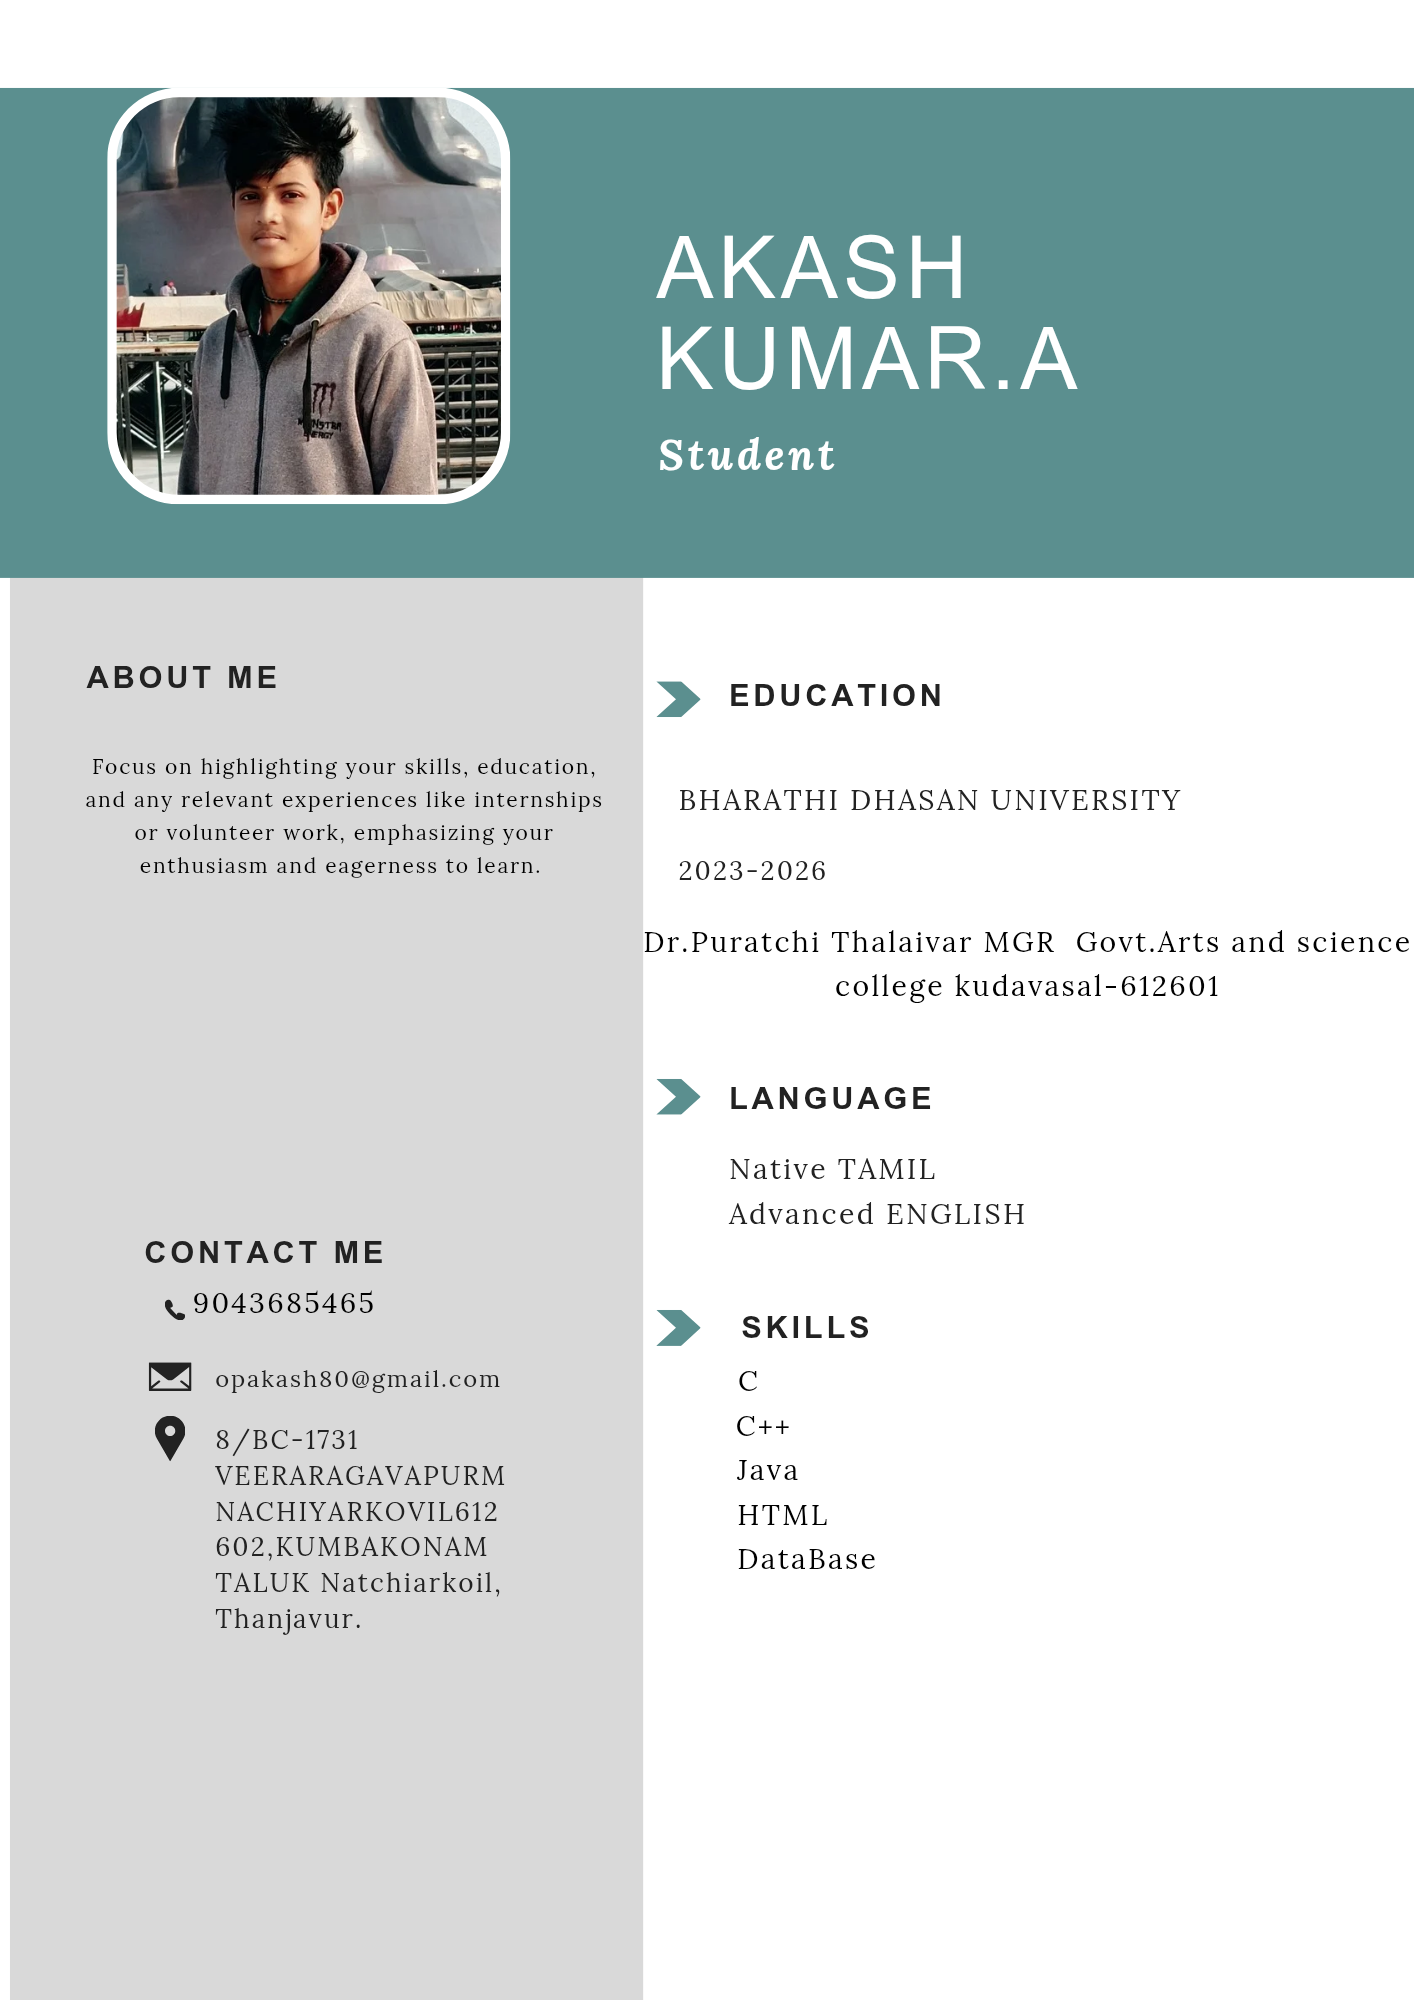 AKASH
KUMAR.A
Student
ABOUT ME
Focus on highlighting your skills, education,
and any relevant experiences like internships
or volunteer work, emphasizing your
enthusiasm and eagerness to learn.
CONTACT ME
9043685465
opakash80@gmail.com
8/BC-1731
VEERARAGAVAPURM
NACHIYARKOVIL612
602,KUMBAKONAM
TALUK Natchiarkoil,
Thanjavur.
EDUCATION
BHARATHI DHASAN UNIVERSITY
2023-2026
Dr.Puratchi Thalaivar MGR  Govt.Arts and science
college kudavasal-612601
LANGUAGE
Native TAMIL
Advanced ENGLISH
SKILLS
C
C++
Java
HTML
DataBase